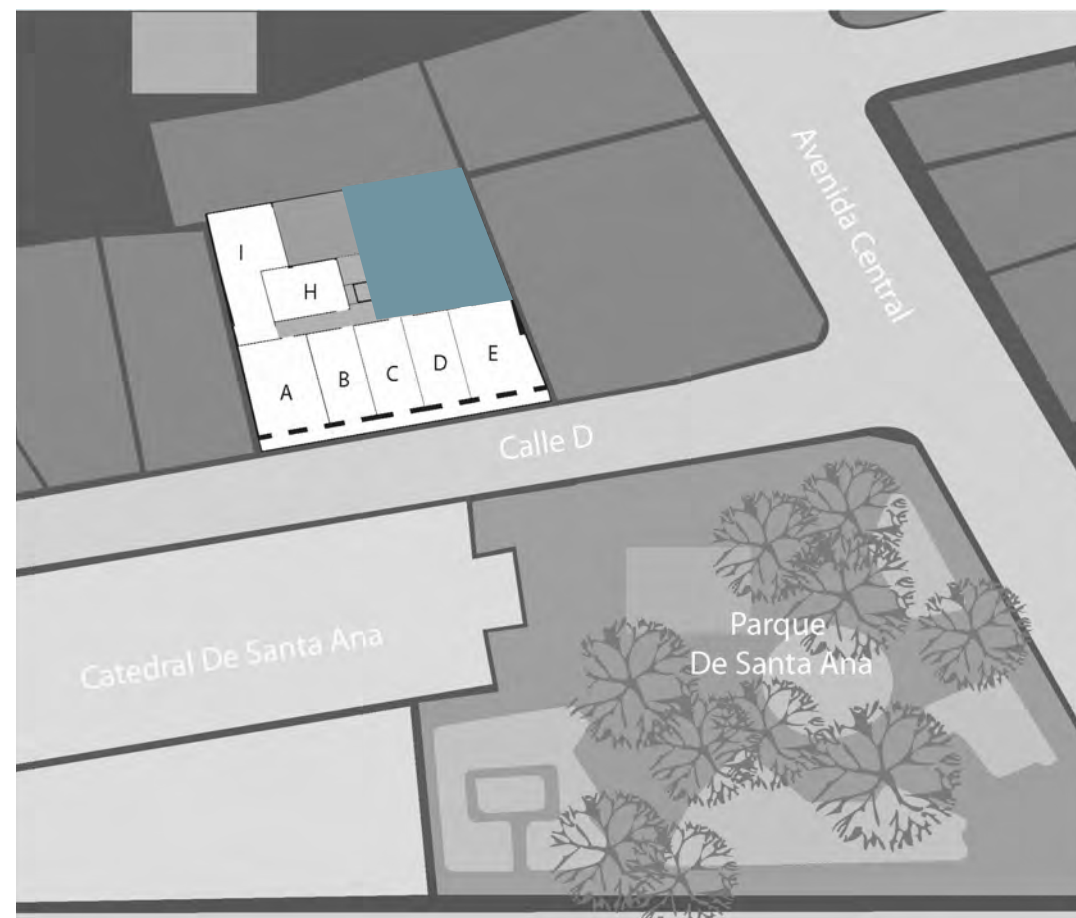 Avenida Central
I
H
A
B
C
D
E
Calle D
Catedral De Santa Ana
Parque
De Santa Ana